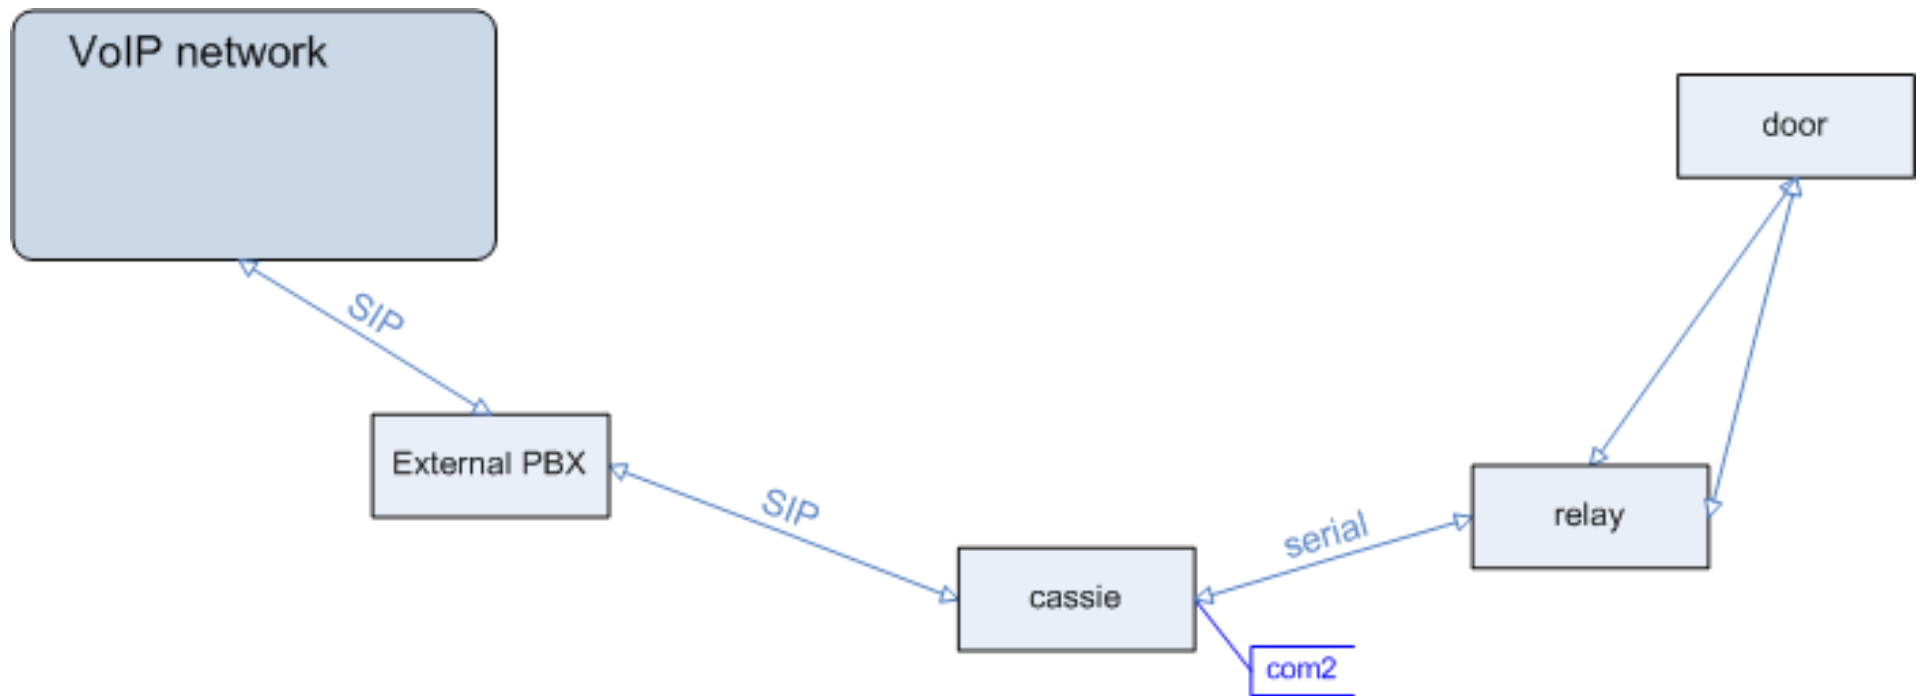 VoIP network
door
SIP
External PBX
SIP
serial
relay
cassie
com2